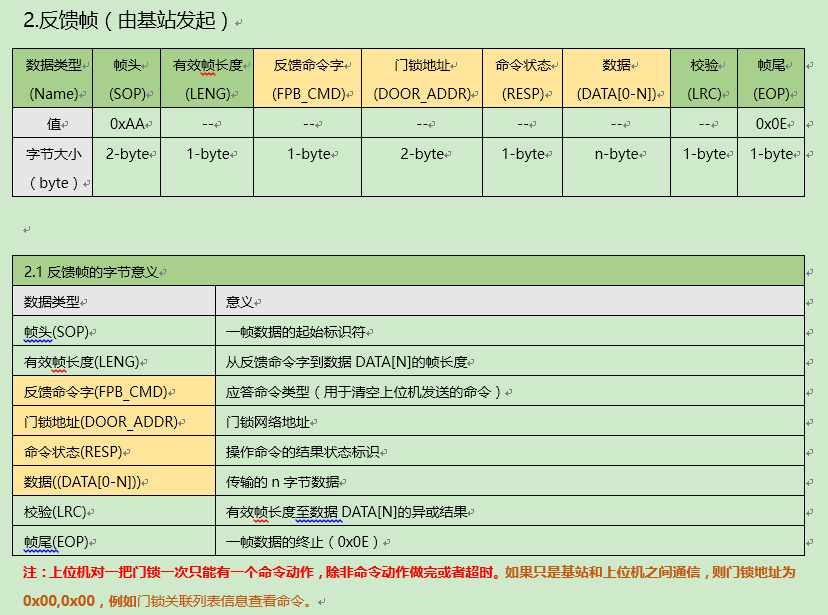 2.反馈帧（由基站发起）
数据类型 帧头 有效帧长度 反馈命令字 门锁地址 命令状态 数据 校验 帧尾
(Name) (SOP) (LENG) (FPB_CMD) (DOOR_ADDR) (RESP) (DATA[0-N]) (LRC) (EOP)
值 0xAA -- -- -- -- -- -- 0x0E
字节大小 2-byte 1-byte 1-byte 2-byte 1-byte n-byte 1-byte 1-byte
（byte）
2.1 反馈帧的字节意义
数据类型 意义
帧头(SOP) 一帧数据的起始标识符
有效帧长度(LENG) 从反馈命令字到数据 DATA[N]的帧长度
反馈命令字(FPB_CMD) 应答命令类型（用于清空上位机发送的命令）
门锁地址(DOOR_ADDR) 门锁网络地址
命令状态(RESP) 操作命令的结果状态标识
数据((DATA[0-N])) 传输的 n 字节数据
校验(LRC) 有效帧长度至数据 DATA[N]的异或结果
帧尾(EOP) 一帧数据的终止（0x0E）
注：上位机对一把门锁一次只能有一个命令动作，除非命令动作做完或者超时。如果只是基站和上位机之间通信，则门锁地址为
0x00,0x00，例如门锁关联列表信息查看命令。